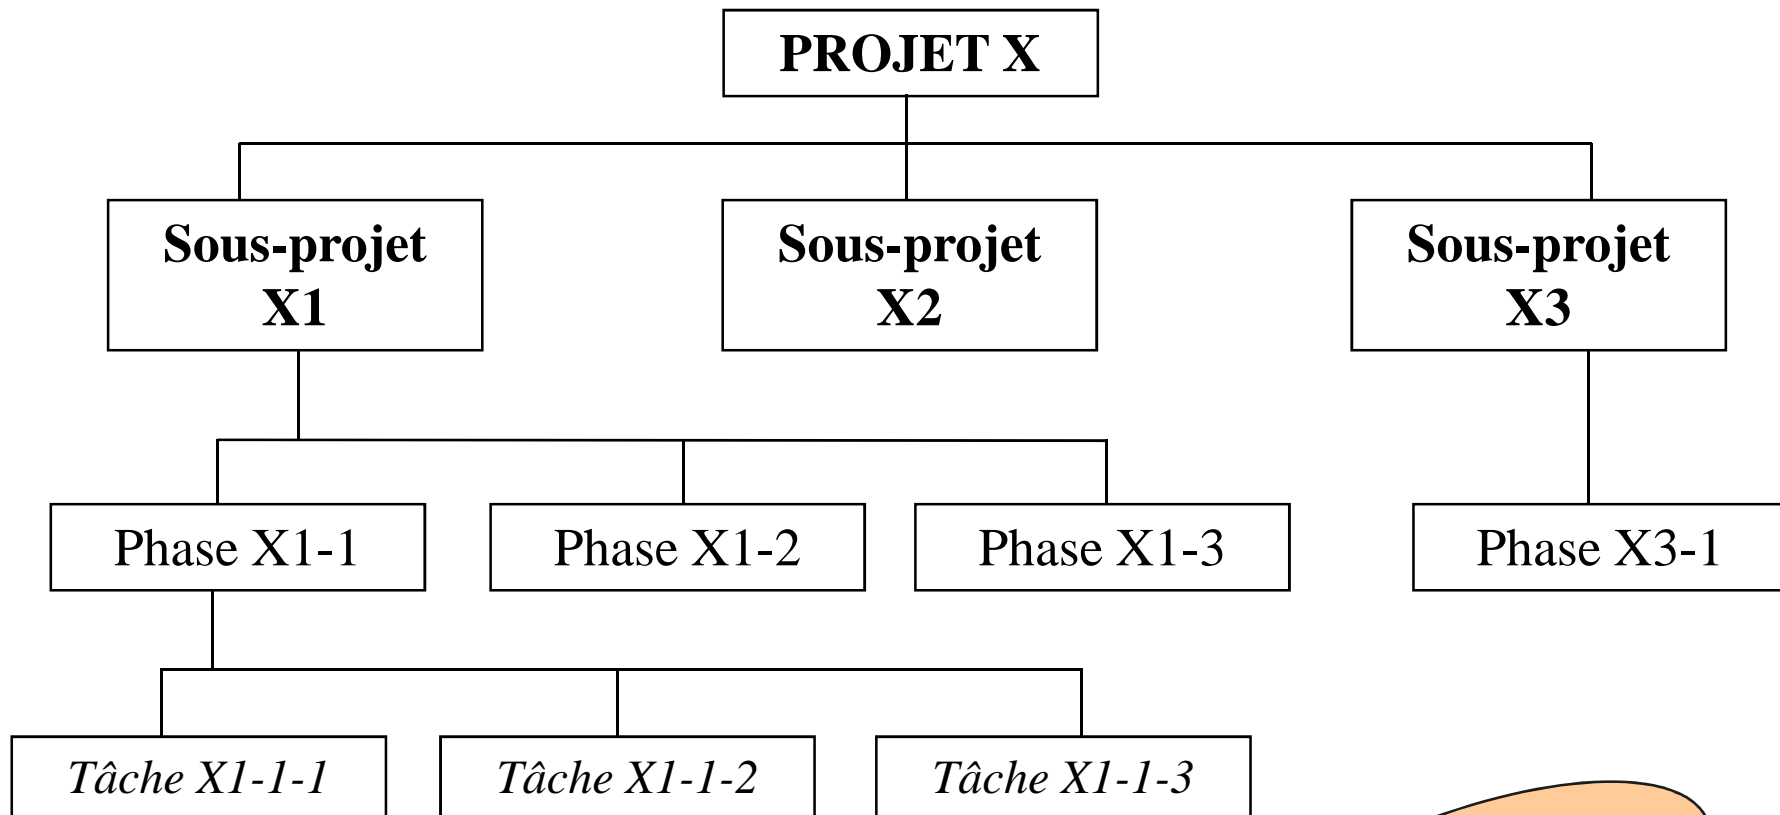 PROJET X
Sous-projet
X1
Sous-projet
X2
Sous-projet
X3
Phase X1-1
Phase X1-2
Phase X1-3
Phase X3-1
Tâche X1-1-1
Tâche X1-1-2
Tâche X1-1-3